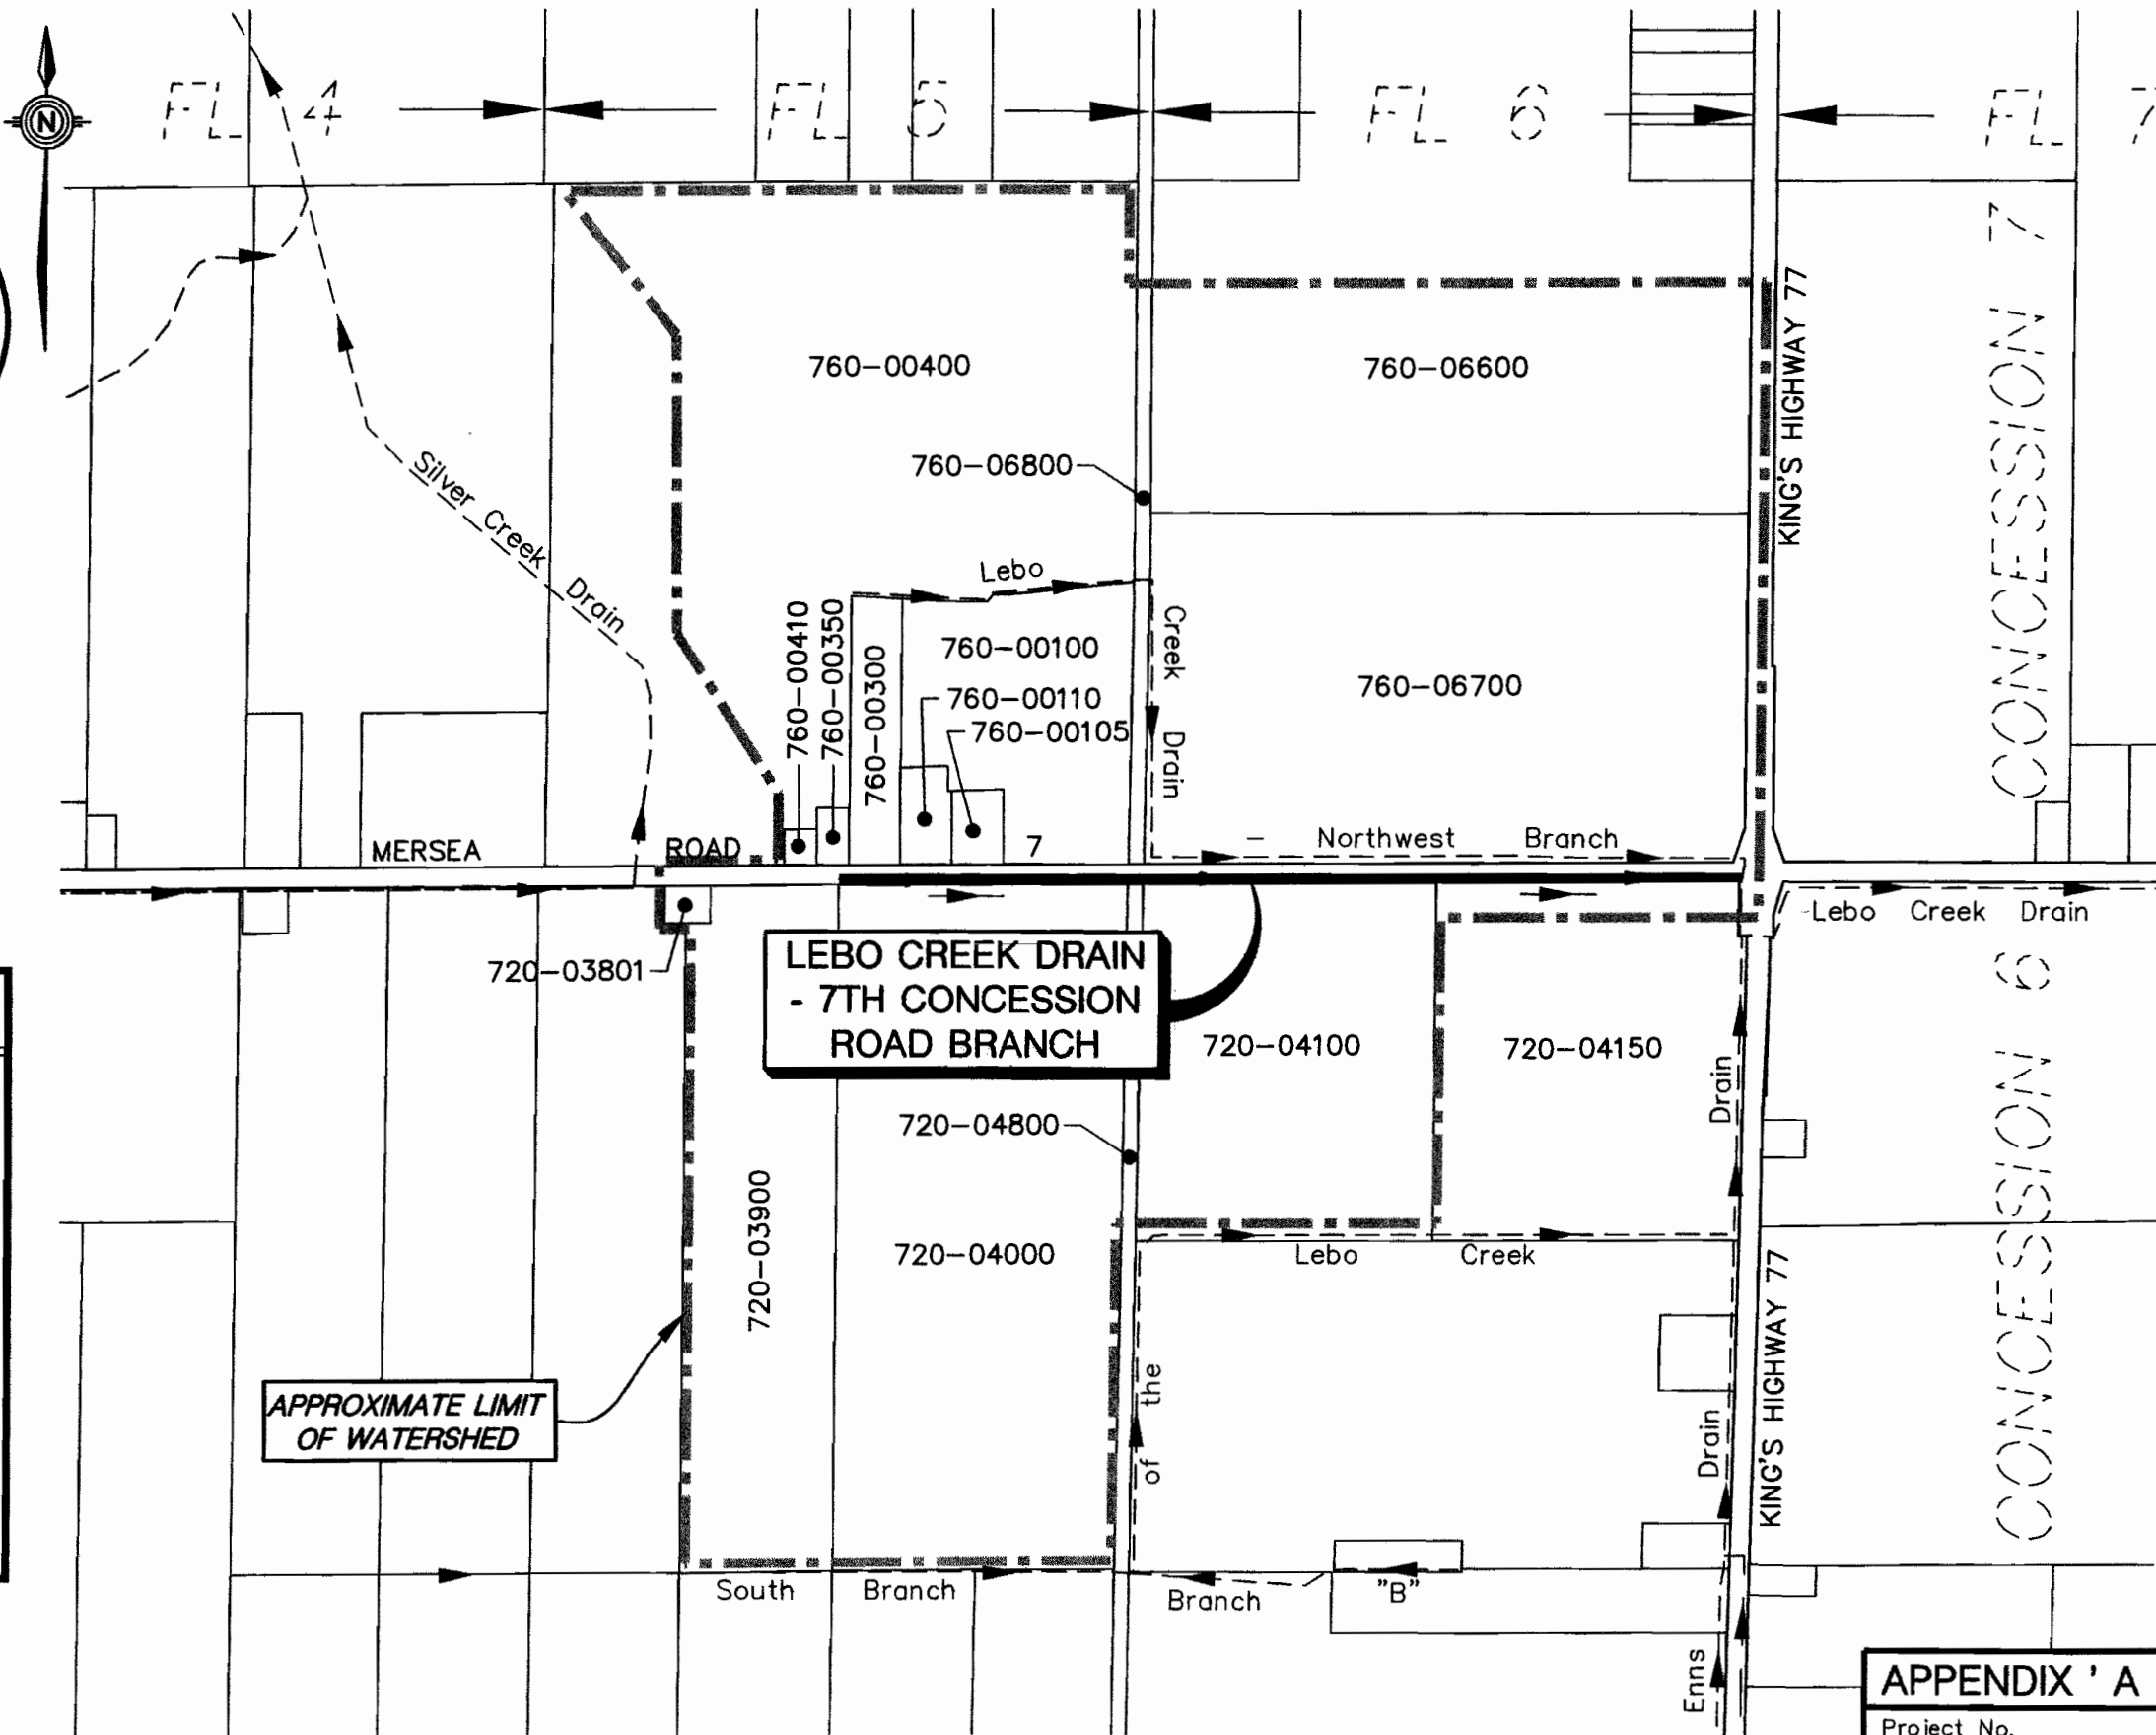 FL 4
FL 5
FL 6
FL 7
N
760-00400
760-06600
KING'S HIGHWAY 77
CONCESSION 7
760-06800
Silver Creek Drain
Lebo
Creek
Drain
760-00410
760-00350
760-00300
760-00100
760-00110
760-00105
760-06700
MERSEA ROAD 7
- Northwest Branch
Lebo Creek Drain
720-03801
LEBO CREEK DRAIN
- 7TH CONCESSION
ROAD BRANCH
720-04100
720-04150
Drain
CONCESSION 6
720-04800
720-03900
720-04000
Lebo Creek
KING'S HIGHWAY 77
APPROXIMATE LIMIT
OF WATERSHED
of the
Drain
South Branch
Branch "B"
Enns
APPENDIX ' A
Project No.